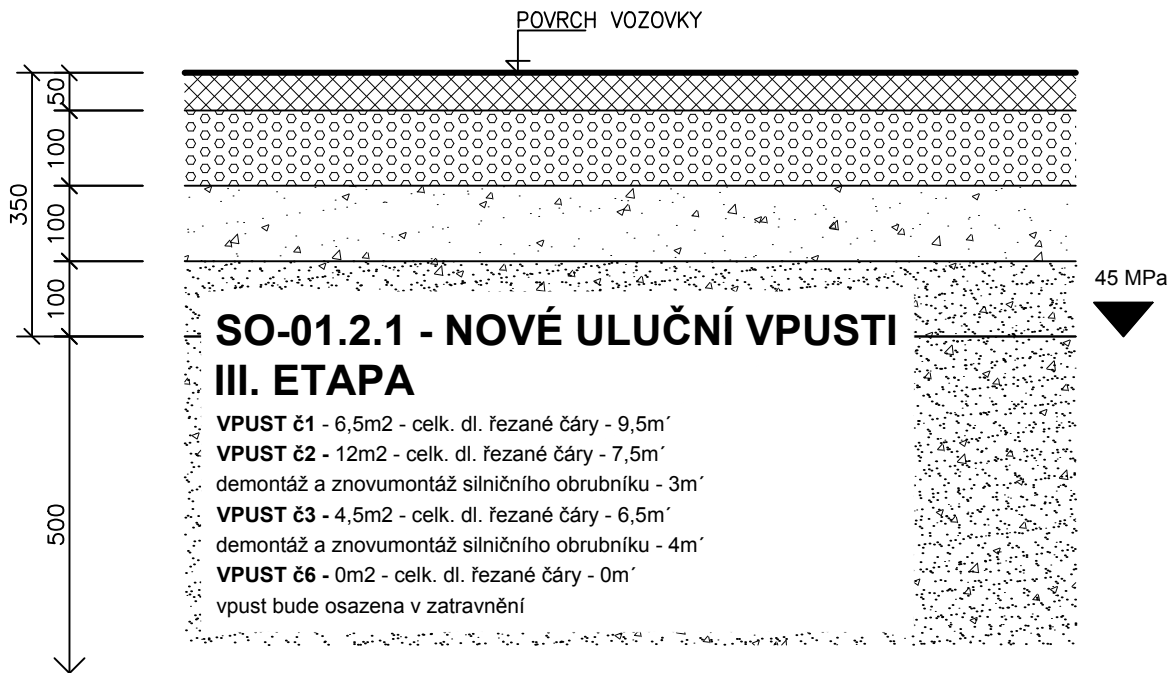 POVRCH VOZOVKY
50
100
350
100
100
45 MPa
SO-01.2.1 - NOVÉ ULUČNÍ VPUSTI
III. ETAPA
VPUST č1 - 6,5m2 - celk. dl. řezané čáry - 9,5m´
VPUST č2 - 12m2 - celk. dl. řezané čáry - 7,5m´
demontáž a znovumontáž silničního obrubníku - 3m´
VPUST č3 - 4,5m2 - celk. dl. řezané čáry - 6,5m´
demontáž a znovumontáž silničního obrubníku - 4m´
VPUST č6 - 0m2 - celk. dl. řezané čáry - 0m´
vpust bude osazena v zatravnění
500